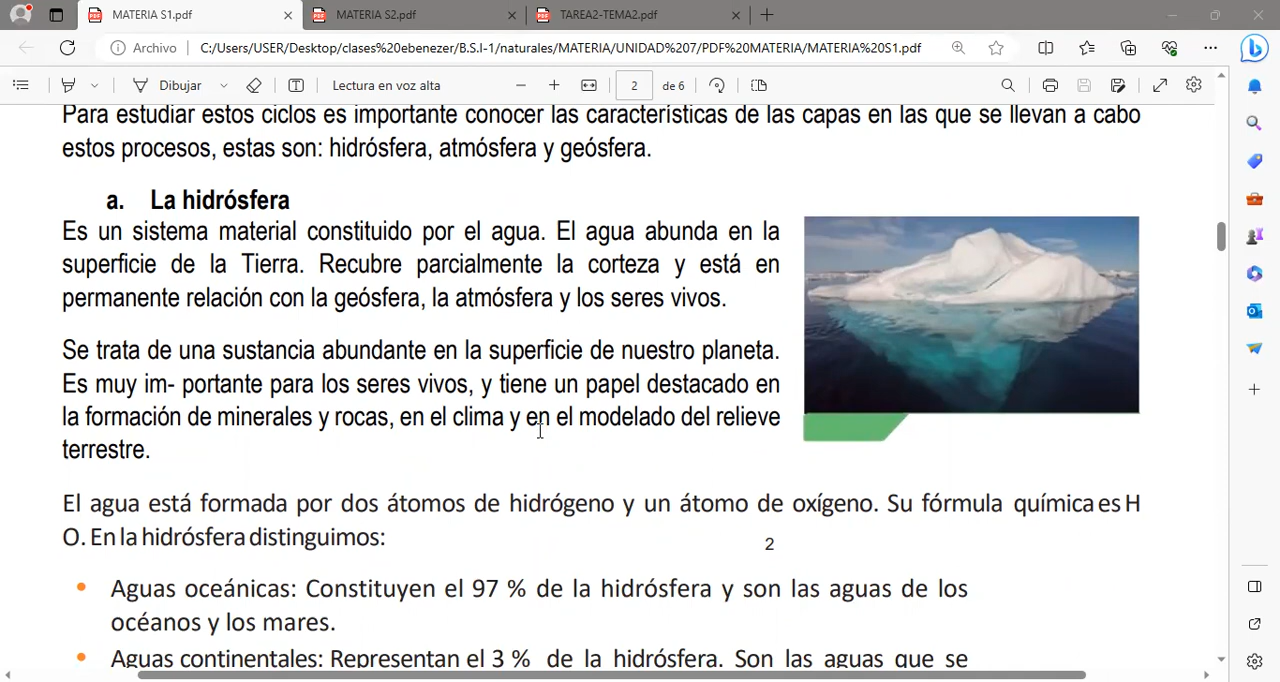 MATERIA S1.pdf
MATERIA S2.pdf
TAREA2-TEMA2.pdf
Archivo
C:/Users/USER/Desktop/clases%20ebenezer/B.S.I-1/naturales/MATERIA/UNIDAD%207/PDF%20MATERIA/MATERIA%20S1.pdf
Dibujar
Lectura en voz alta
2
de 6
Para estudiar estos ciclos es importante conocer las características de las capas en las que se llevan a cabo
estos procesos, estas son: hidrósfera, atmósfera y geósfera.
a. La hidrósfera
Es un sistema material constituido por el agua. El agua abunda en la
superficie de la Tierra. Recubre parcialmente la corteza y está en
permanente relación con la geósfera, la atmósfera y los seres vivos.
Se trata de una sustancia abundante en la superficie de nuestro planeta.
Es muy im- portante para los seres vivos, y tiene un papel destacado en
la formación de minerales y rocas, en el clima y en el modelado del relieve
terrestre.
El agua está formada por dos átomos de hidrógeno y un átomo de oxígeno. Su fórmula química es H
O. En la hidrósfera distinguimos:
2
• Aguas oceánicas: Constituyen el 97 % de la hidrósfera y son las aguas de los
océanos y los mares.
• Aguas continentales: Representan el 3 % de la hidrósfera. Son las aguas que se